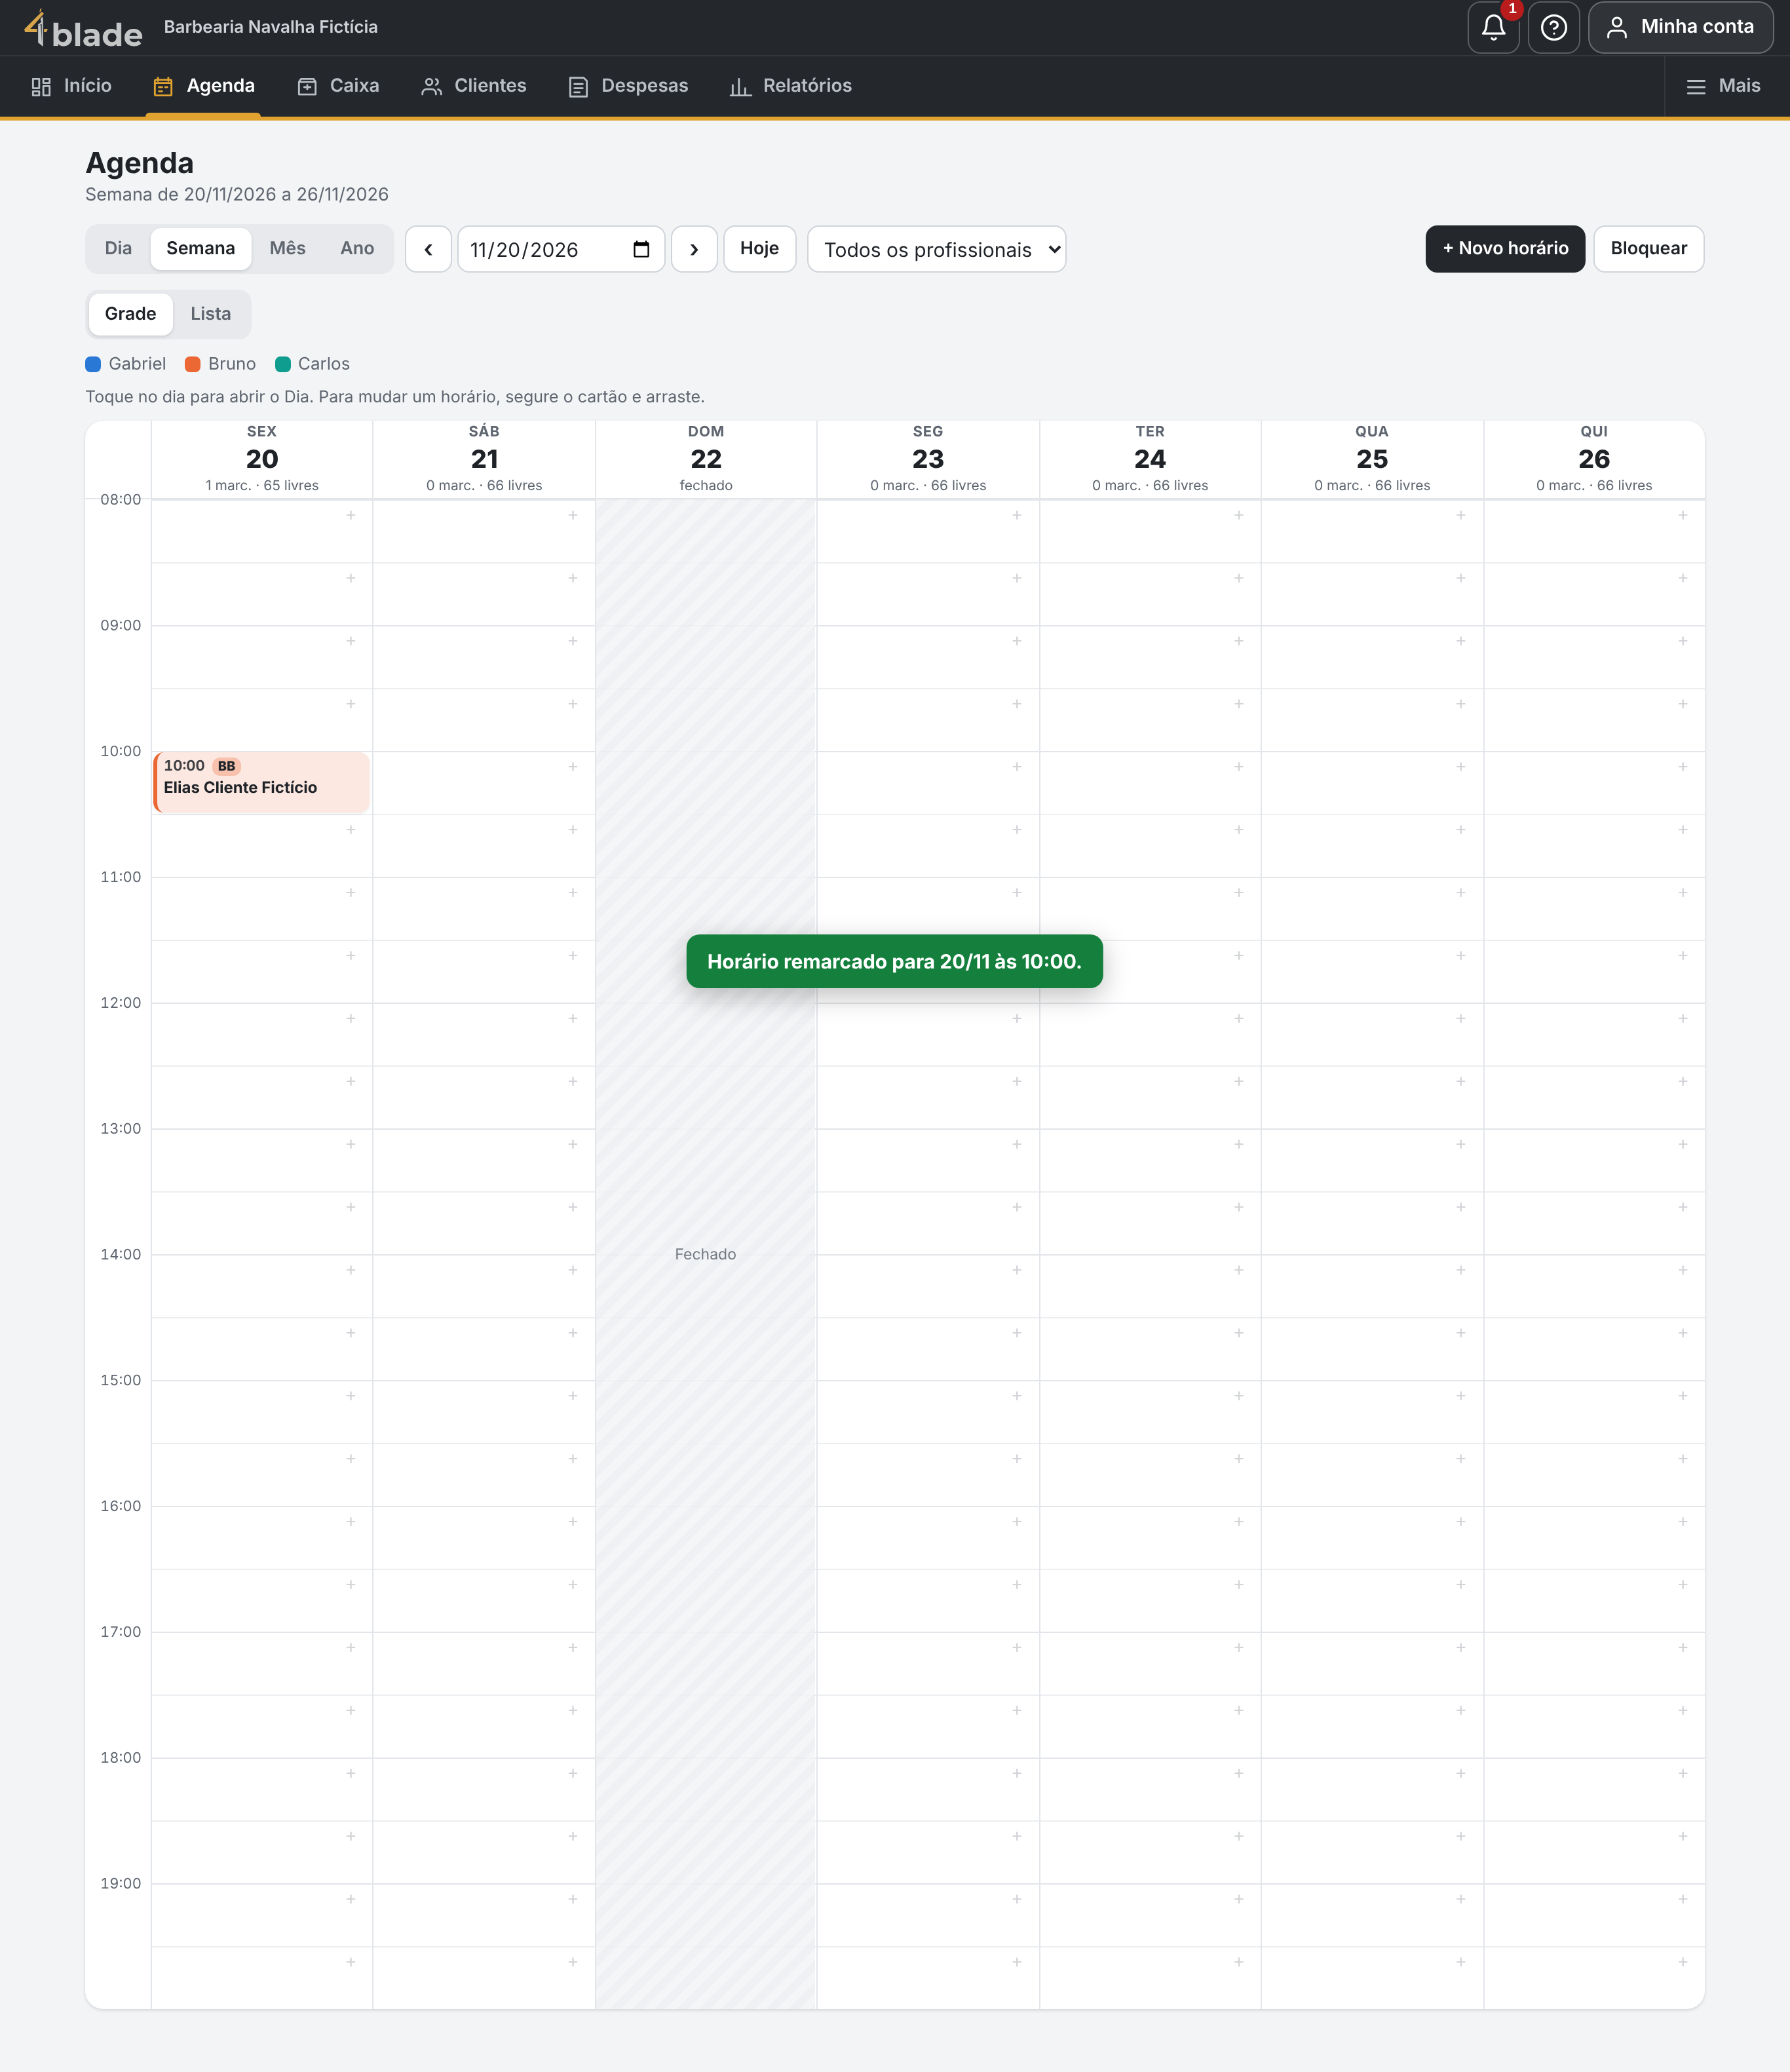 4blade Barbearia Navalha Fictícia 1 Minha conta
Início Agenda Caixa Clientes Despesas Relatórios Mais
Agenda
Semana de 20/11/2026 a 26/11/2026
Dia Semana Mês Ano ‹ 11/20/2026 › Hoje Todos os profissionais + Novo horário Bloquear
Grade Lista
Gabriel Bruno Carlos
Toque no dia para abrir o Dia. Para mudar um horário, segure o cartão e arraste.
SEX SÁB DOM SEG TER QUA QUI
20 21 22 23 24 25 26
1 marc. · 65 livres 0 marc. · 66 livres fechado 0 marc. · 66 livres 0 marc. · 66 livres 0 marc. · 66 livres 0 marc. · 66 livres
08:00
09:00
10:00
10:00 BB
Elias Cliente Fictício
11:00
Horário remarcado para 20/11 às 10:00.
12:00
13:00
14:00 Fechado
15:00
16:00
17:00
18:00
19:00